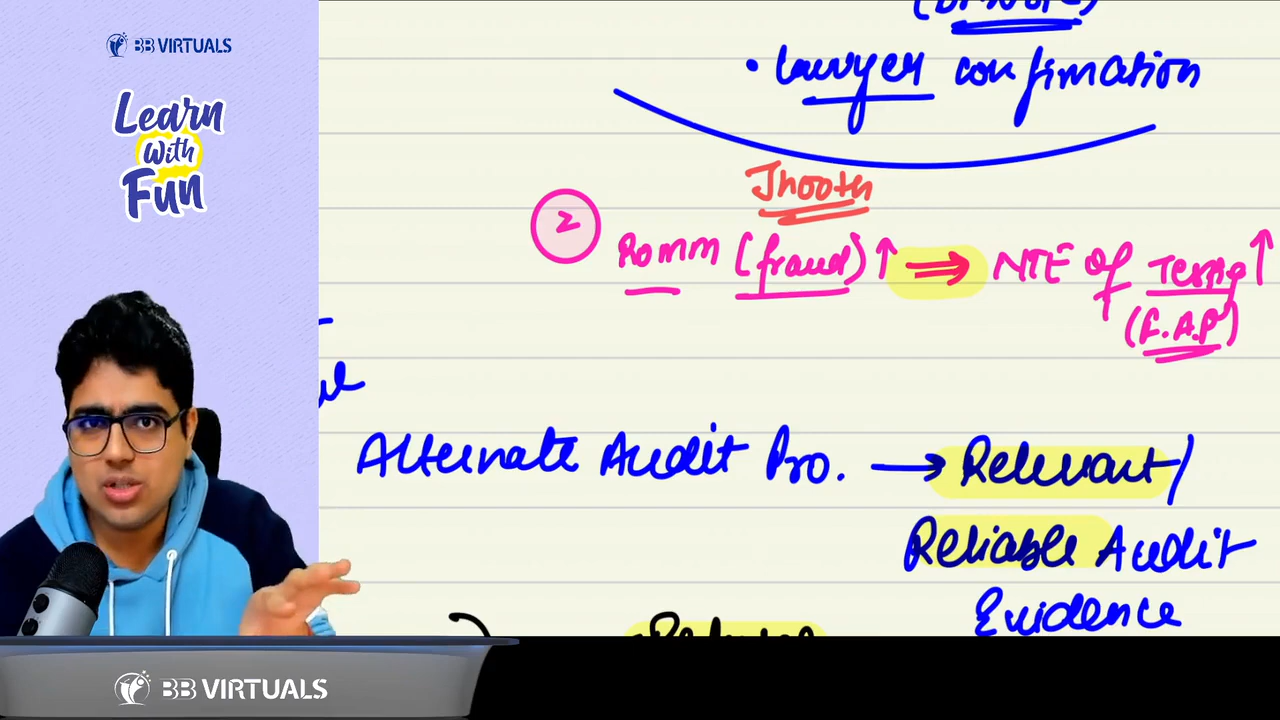 BB VIRTUALS
Learn
With
Fun
• Lawyer confirmation
Jhooth
2
ROMM (fraud) ↑ ⇒ NTE of Testing ↑
(F.A.P)
Alternate Audit Pro. → Relevant/
Reliable Audit
Evidence
BB VIRTUALS